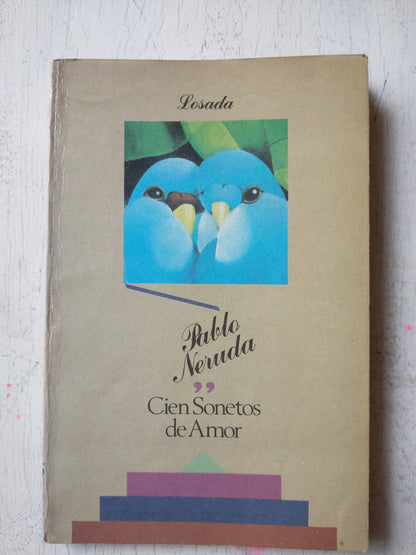 Losada
Pablo
Neruda
”
Cien Sonetos
de Amor